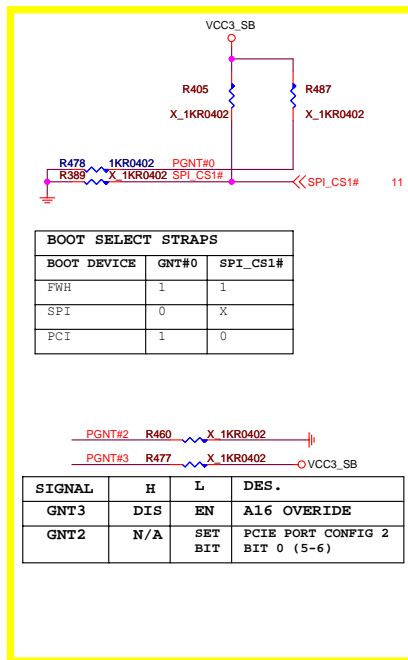 VCC3_SB
R405 R487
X_1KR0402 X_1KR0402
R478 1KR0402 PGNT#0
R389 X_1KR0402 SPI_CS1# SPI_CS1# 11
BOOT SELECT STRAPS
BOOT DEVICE GNT#0 SPI_CS1#
FWH 1 1
SPI 0 X
PCI 1 0
PGNT#2 R460 X_1KR0402
PGNT#3 R477 X_1KR0402 VCC3_SB
SIGNAL H L DES.
GNT3 DIS EN A16 OVERIDE
GNT2 N/A SET PCIE PORT CONFIG 2
BIT BIT 0 (5-6)